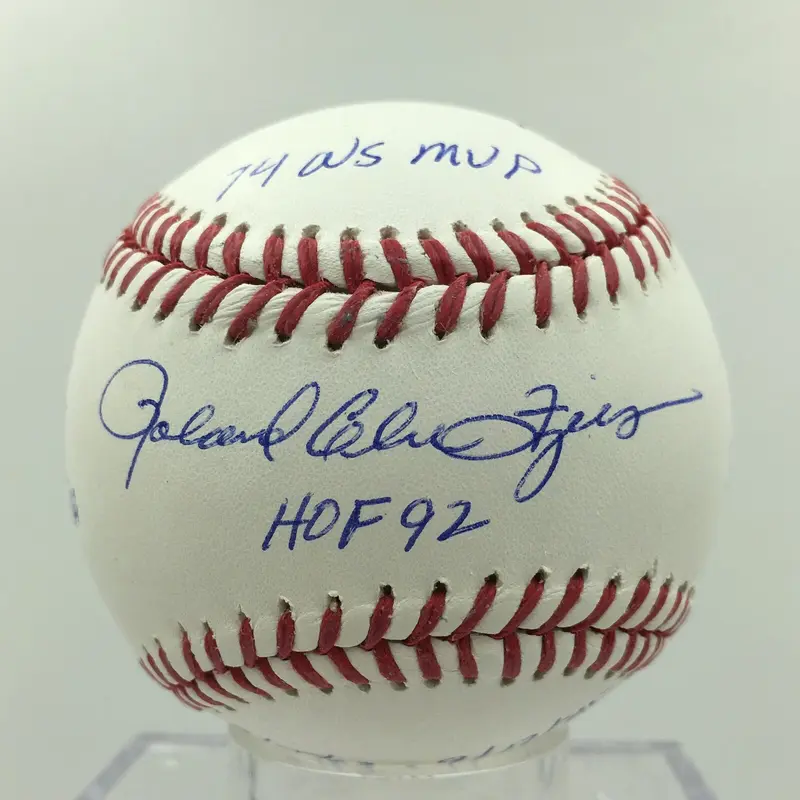 74 WS MVP
Roland Glen Fingers
HOF 92